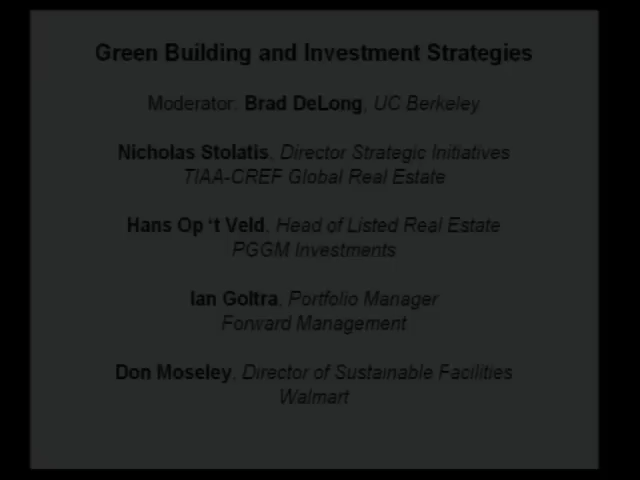 Green Building and Investment Strategies
Moderator: Brad DeLong, UC Berkeley
Nicholas Stolatis, Director Strategic Initiatives
TIAA-CREF Global Real Estate
Hans Op ‘t Veld, Head of Listed Real Estate
PGGM Investments
Ian Goltra, Portfolio Manager
Forward Management
Don Moseley, Director of Sustainable Facilities
Walmart